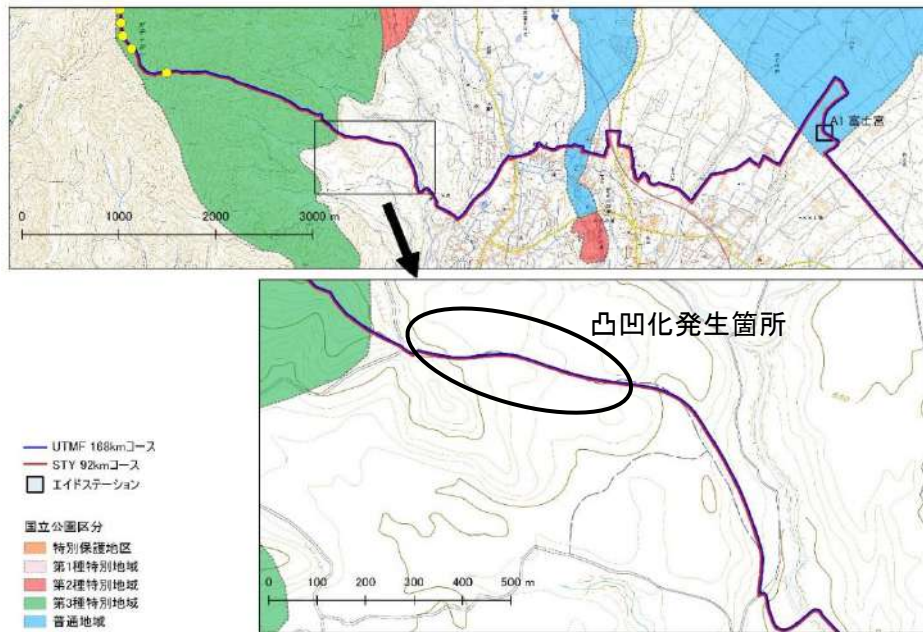 A1 富士宮
0 1000 2000 3000 m
凸凹化発生箇所
650
UTMF 168kmコース
STY 92kmコース
エイドステーション
国立公園区分
特別保護地区
第1種特別地域
第2種特別地域
第3種特別地域
普通地域
0 100 200 300 400 500 m